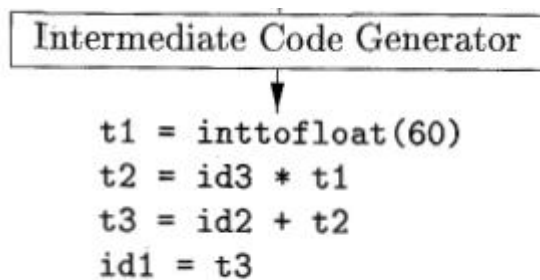 Intermediate Code Generator
t1 = inttofloat(60)
t2 = id3 * t1
t3 = id2 + t2
id1 = t3